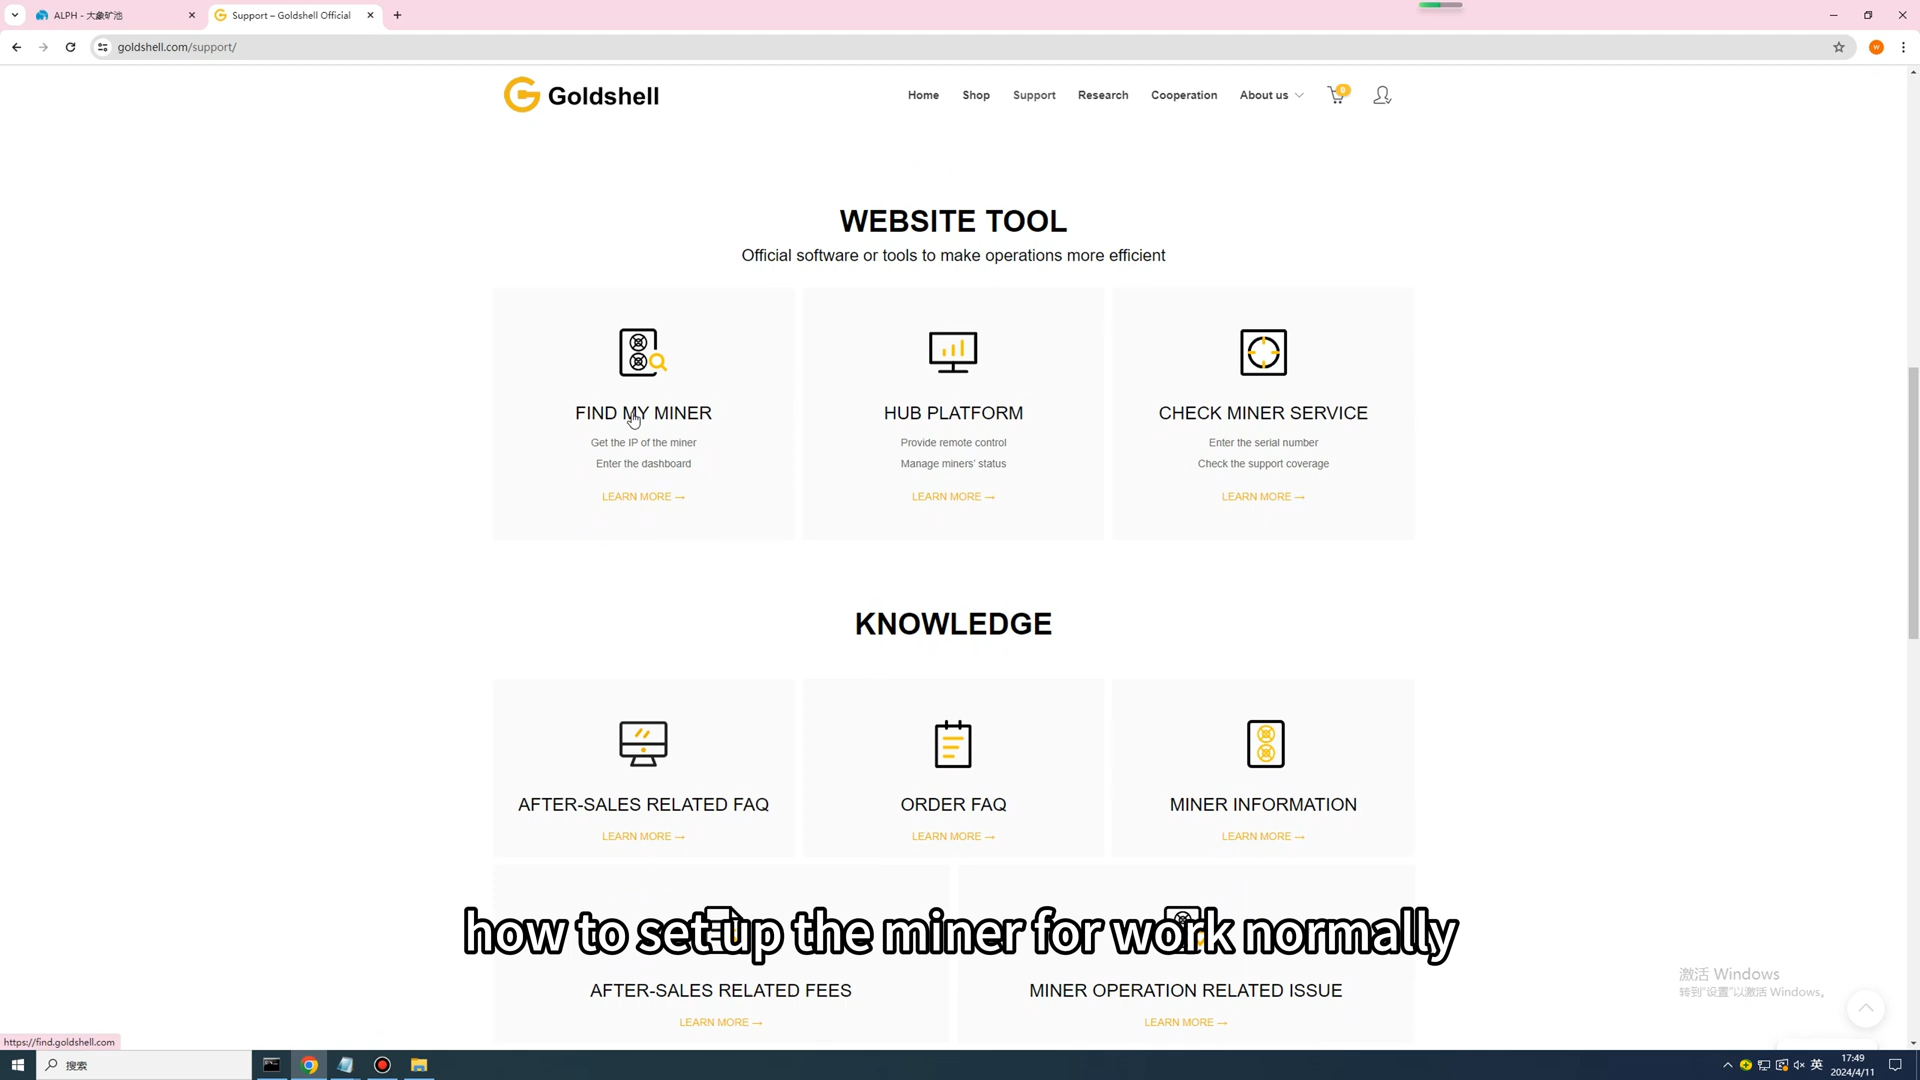 ALPH - 大象矿池
Support – Goldshell Official
goldshell.com/support/
W
Goldshell
Home
Shop
Support
Research
Cooperation
About us
0
WEBSITE TOOL
Official software or tools to make operations more efficient
FIND MY MINER
Get the IP of the miner
Enter the dashboard
LEARN MORE →
HUB PLATFORM
Provide remote control
Manage miners' status
LEARN MORE →
CHECK MINER SERVICE
Enter the serial number
Check the support coverage
LEARN MORE →
KNOWLEDGE
AFTER-SALES RELATED FAQ
LEARN MORE →
ORDER FAQ
LEARN MORE →
MINER INFORMATION
LEARN MORE →
how to set up the miner for work normally
AFTER-SALES RELATED FEES
LEARN MORE →
MINER OPERATION RELATED ISSUE
LEARN MORE →
激活 Windows
转到"设置"以激活 Windows。
https://find.goldshell.com
搜索
英
17:49
2024/4/11